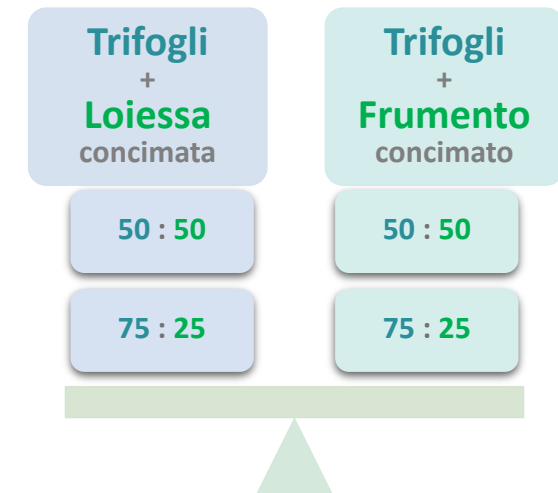 Trifogli
+
Loiessa
concimata
50 : 50
75 : 25
Trifogli
+
Frumento
concimato
50 : 50
75 : 25